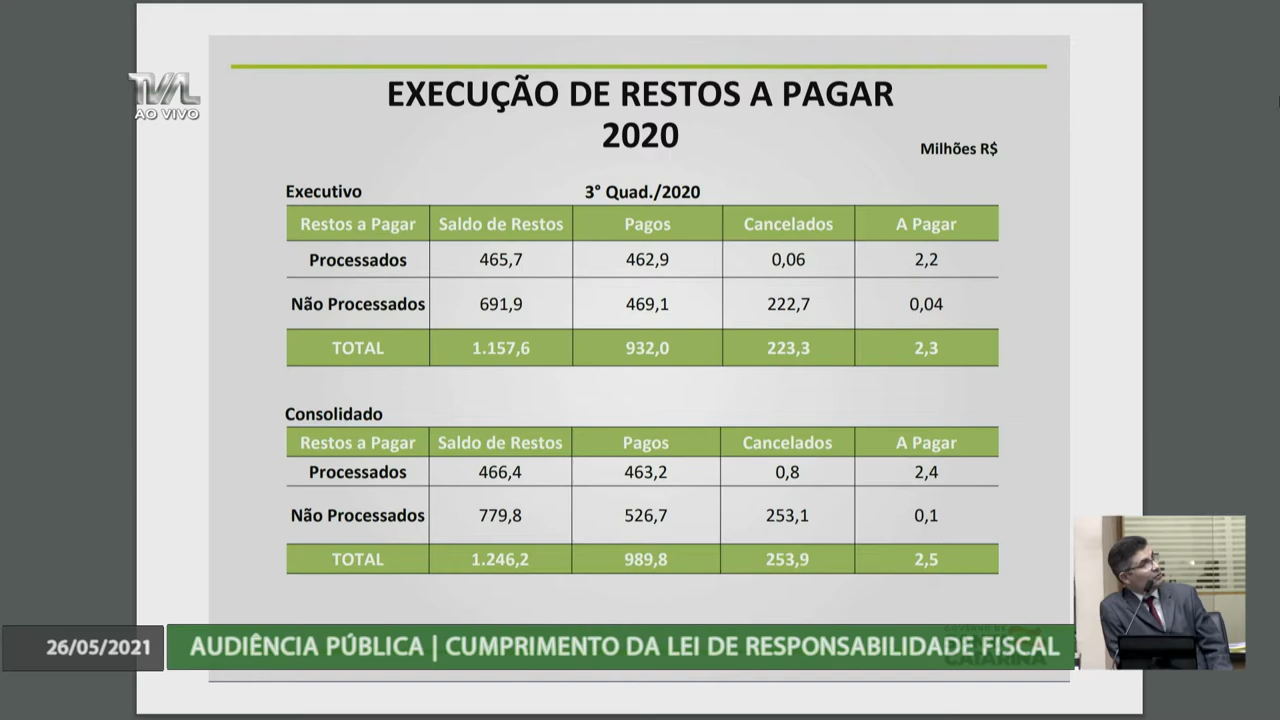 TVAL
AO VIVO
EXECUÇÃO DE RESTOS A PAGAR
2020
Milhões R$
Executivo 3° Quad./2020
Restos a Pagar Saldo de Restos Pagos Cancelados A Pagar
Processados 465,7 462,9 0,06 2,2
Não Processados 691,9 469,1 222,7 0,04
TOTAL 1.157,6 932,0 223,3 2,3
Consolidado
Restos a Pagar Saldo de Restos Pagos Cancelados A Pagar
Processados 466,4 463,2 0,8 2,4
Não Processados 779,8 526,7 253,1 0,1
TOTAL 1.246,2 989,8 253,9 2,5
26/05/2021 AUDIÊNCIA PÚBLICA | CUMPRIMENTO DA LEI DE RESPONSABILIDADE FISCAL
CATARINA